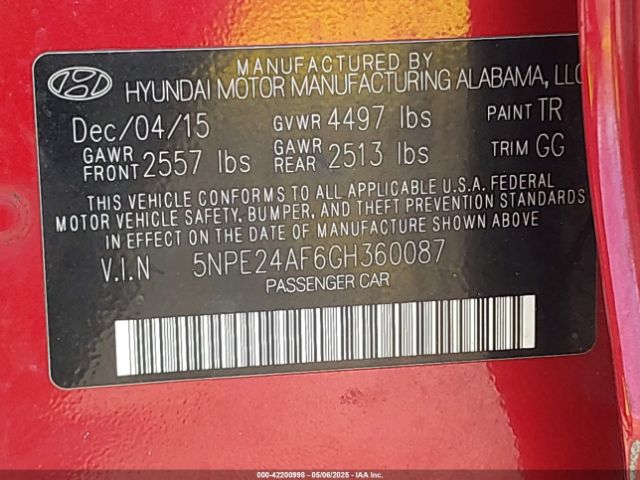 MANUFACTURED BY
HYUNDAI MOTOR MANUFACTURING ALABAMA, LLC
Dec/04/15 GVWR 4497 lbs PAINT TR
GAWR FRONT 2557 lbs GAWR REAR 2513 lbs TRIM GG
THIS VEHICLE CONFORMS TO ALL APPLICABLE U.S.A. FEDERAL
MOTOR VEHICLE SAFETY, BUMPER, AND THEFT PREVENTION STANDARDS
IN EFFECT ON THE DATE OF MANUFACTURE SHOWN ABOVE
V.I.N 5NPE24AF6GH360087
PASSENGER CAR
000-42200998 - 05/06/2025 - IAA Inc. Copyright